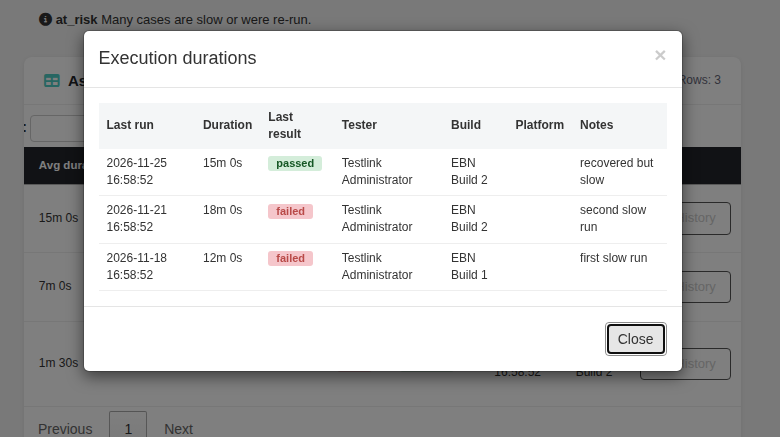 at_risk Many cases are slow or were re-run.
Execution durations
×
Rows: 3
:
Last run Duration Last result Tester Build Platform Notes
2026-11-25 16:58:52 15m 0s passed Testlink Administrator EBN Build 2 recovered but slow
2026-11-21 16:58:52 18m 0s failed Testlink Administrator EBN Build 2 second slow run
2026-11-18 16:58:52 12m 0s failed Testlink Administrator EBN Build 1 first slow run
Close
15m 0s
7m 0s
1m 30s
16:58:52 Build 2
Previous 1 Next